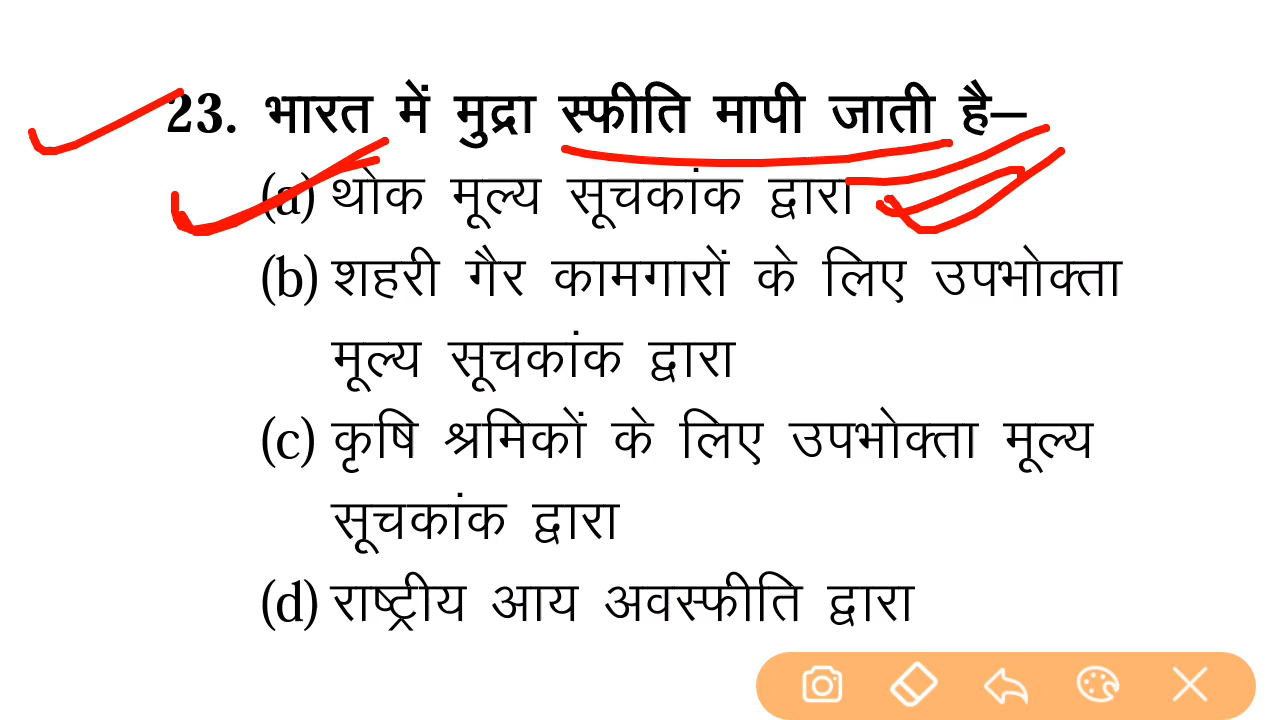 23. भारत में मुद्रा स्फीति मापी जाती है–
(a) थोक मूल्य सूचकांक द्वारा
(b) शहरी गैर कामगारों के लिए उपभोक्ता
मूल्य सूचकांक द्वारा
(c) कृषि श्रमिकों के लिए उपभोक्ता मूल्य
सूचकांक द्वारा
(d) राष्ट्रीय आय अवस्फीति द्वारा